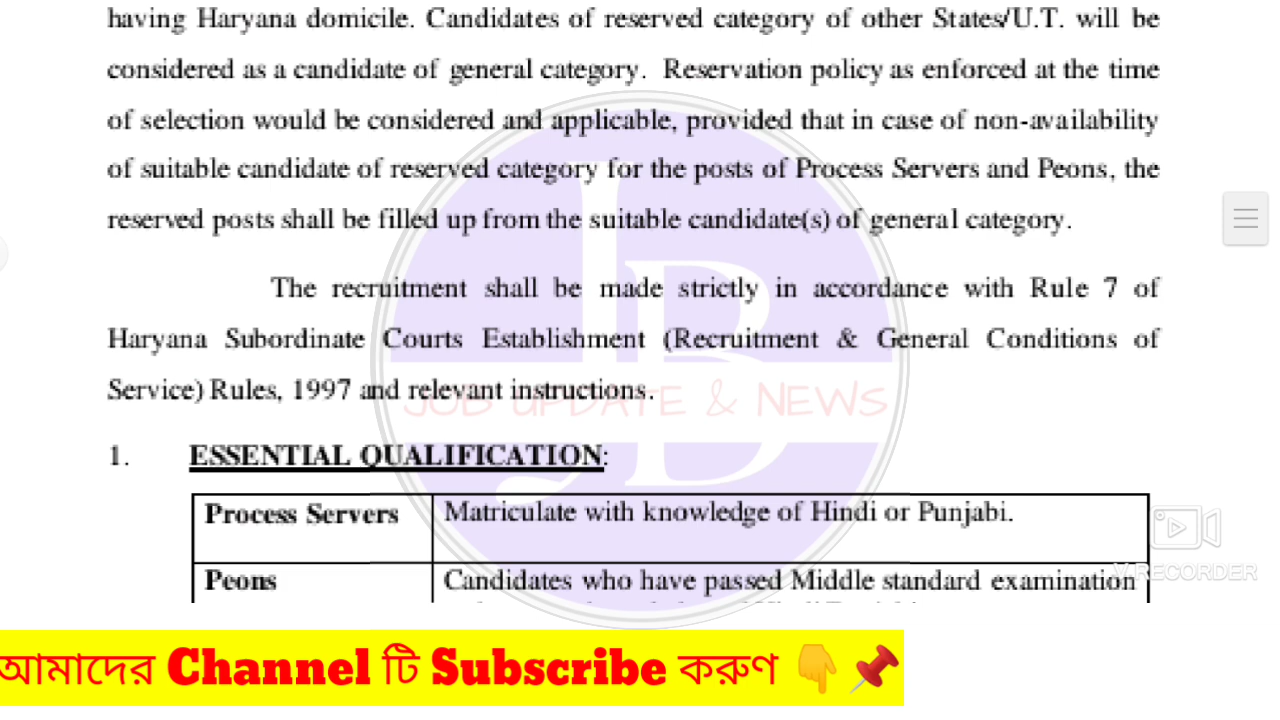 having Haryana domicile. Candidates of reserved category of other States/U.T. will be
considered as a candidate of general category. Reservation policy as enforced at the time
of selection would be considered and applicable, provided that in case of non-availability
of suitable candidate of reserved category for the posts of Process Servers and Peons, the
reserved posts shall be filled up from the suitable candidate(s) of general category.
The recruitment shall be made strictly in accordance with Rule 7 of
Haryana Subordinate Courts Establishment (Recruitment & General Conditions of
Service) Rules, 1997 and relevant instructions.
JOB UPDATE & NEWS
1. ESSENTIAL QUALIFICATION:
Process Servers Matriculate with knowledge of Hindi or Punjabi.
Peons Candidates who have passed Middle standard examination
V RECORDER
আমাদের Channel টি Subscribe করুণ